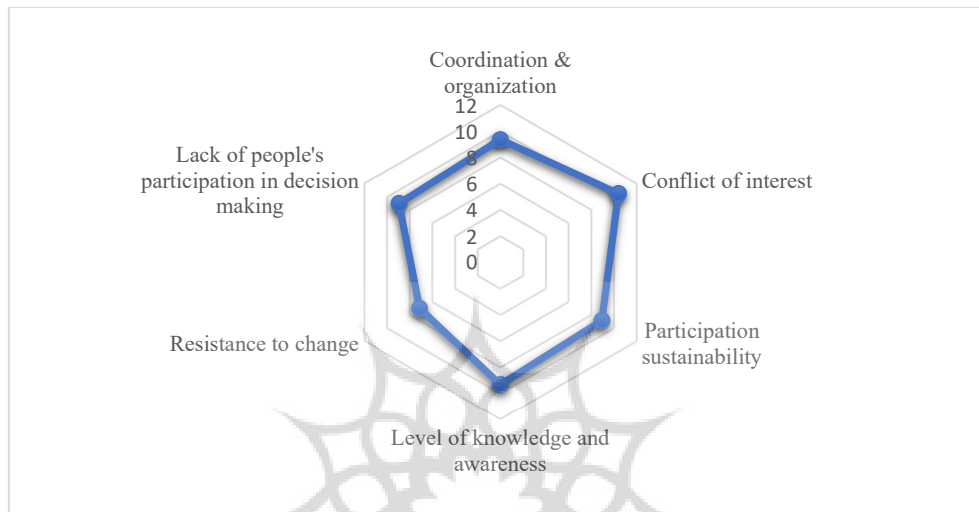 Coordination &
organization
12
10
8
6
4
2
0
Conflict of interest
Participation
sustainability
Level of knowledge and
awareness
Resistance to change
Lack of people's
participation in decision
making